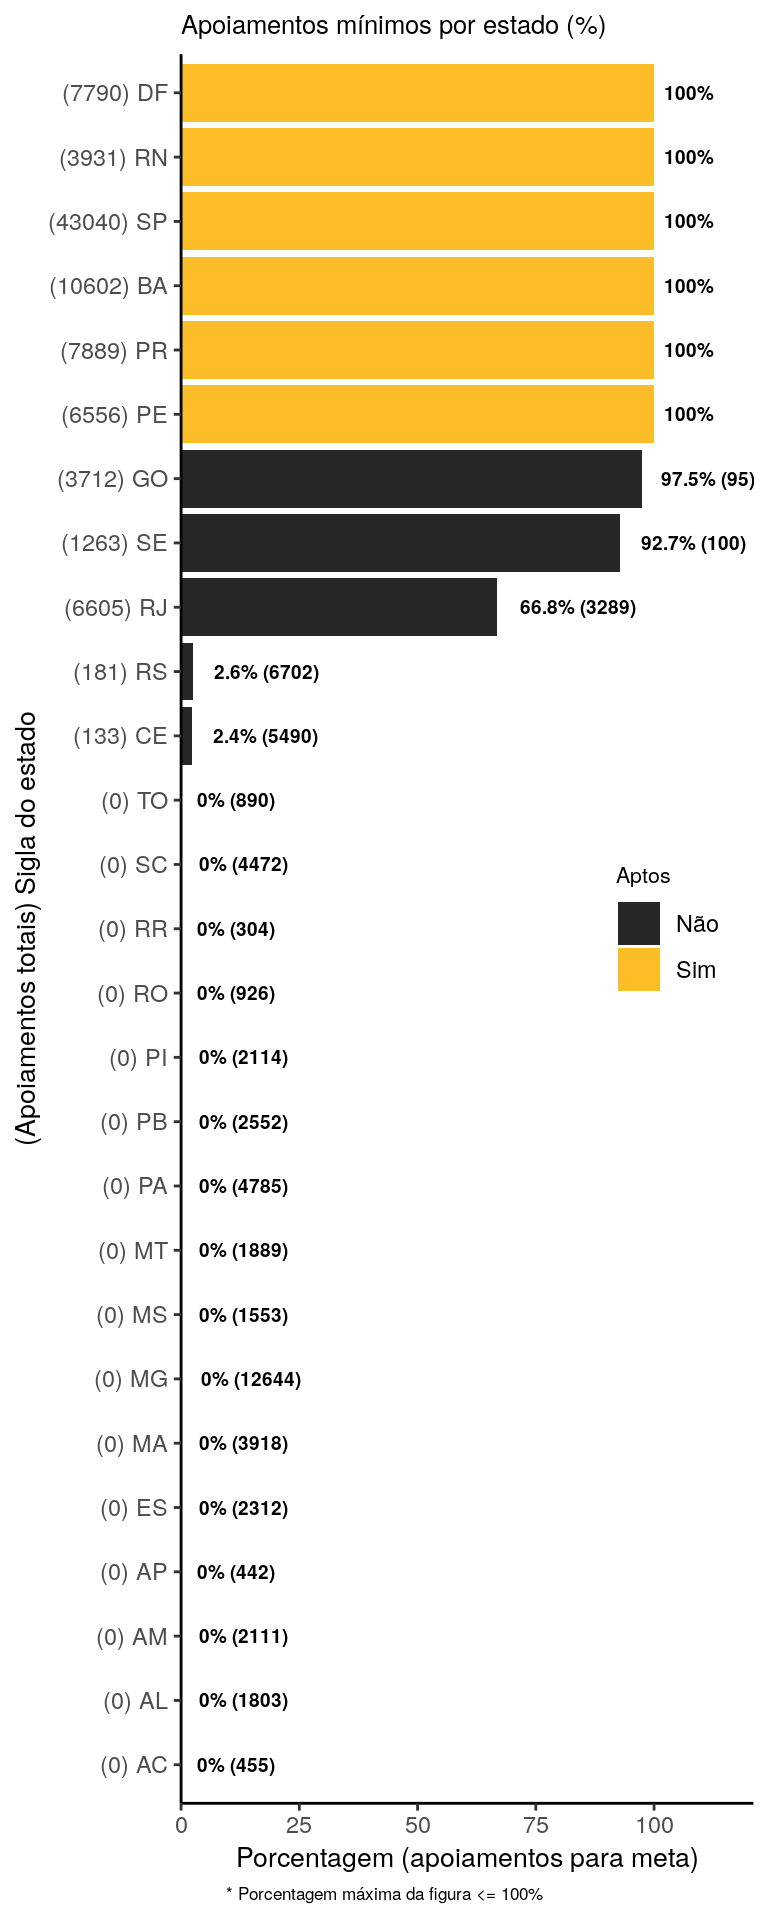 Apoiamentos mínimos por estado (%)
(7790) DF 100%
(3931) RN 100%
(43040) SP 100%
(10602) BA 100%
(7889) PR 100%
(6556) PE 100%
(3712) GO 97.5% (95)
(1263) SE 92.7% (100)
(6605) RJ 66.8% (3289)
(181) RS 2.6% (6702)
(133) CE 2.4% (5490)
(0) TO 0% (890)
(0) SC 0% (4472)
(0) RR 0% (304)
(0) RO 0% (926)
(0) PI 0% (2114)
(0) PB 0% (2552)
(0) PA 0% (4785)
(0) MT 0% (1889)
(0) MS 0% (1553)
(0) MG 0% (12644)
(0) MA 0% (3918)
(0) ES 0% (2312)
(0) AP 0% (442)
(0) AM 0% (2111)
(0) AL 0% (1803)
(0) AC 0% (455)
(Apoiamentos totais) Sigla do estado
Aptos
Não
Sim
0 25 50 75 100
Porcentagem (apoiamentos para meta)
* Porcentagem máxima da figura <= 100%